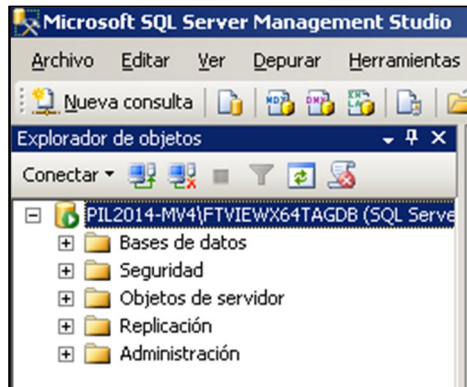 Microsoft SQL Server Management Studio
Archivo Editar Ver Depurar Herramientas
Nueva consulta
Explorador de objetos
Conectar
PIL2014-MV4\FTVIEWX64TAGDB (SQL Serve
Bases de datos
Seguridad
Objetos de servidor
Replicación
Administración